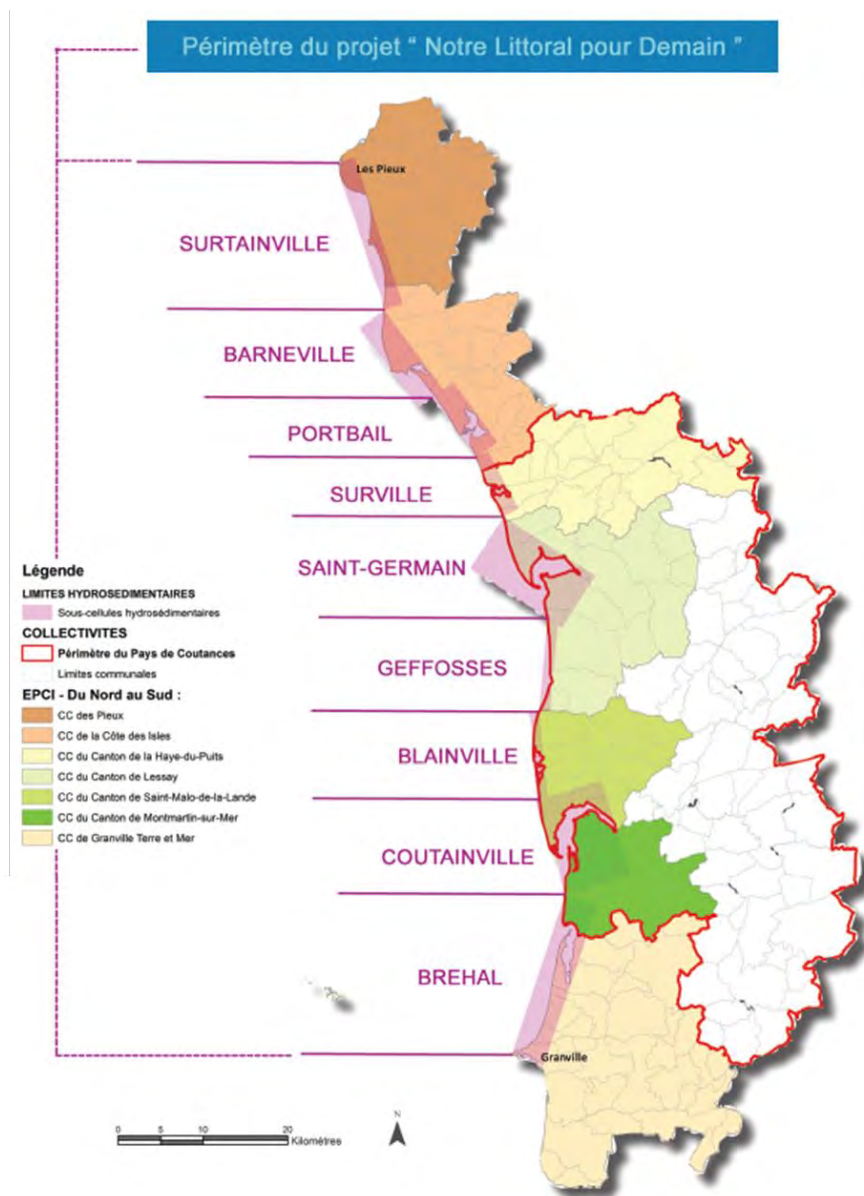 Périmètre du projet “ Notre Littoral pour Demain ”
Les Pieux
SURTAINVILLE
BARNEVILLE
PORTBAIL
SURVILLE
SAINT-GERMAIN
GEFFOSSES
BLAINVILLE
COUTAINVILLE
BREHAL
Granville
Légende
LIMITES HYDROSEDIMENTAIRES
Sous-cellules hydrosédimentaires
COLLECTIVITES
Périmètre du Pays de Coutances
Limites communales
EPCI - Du Nord au Sud :
CC des Pieux
CC de la Côte des Isles
CC du Canton de la Haye-du-Puits
CC du Canton de Lessay
CC du Canton de Saint-Malo-de-la-Lande
CC du Canton de Montmartin-sur-Mer
CC de Granville Terre et Mer
0 5 10 20
Kilomètres
N